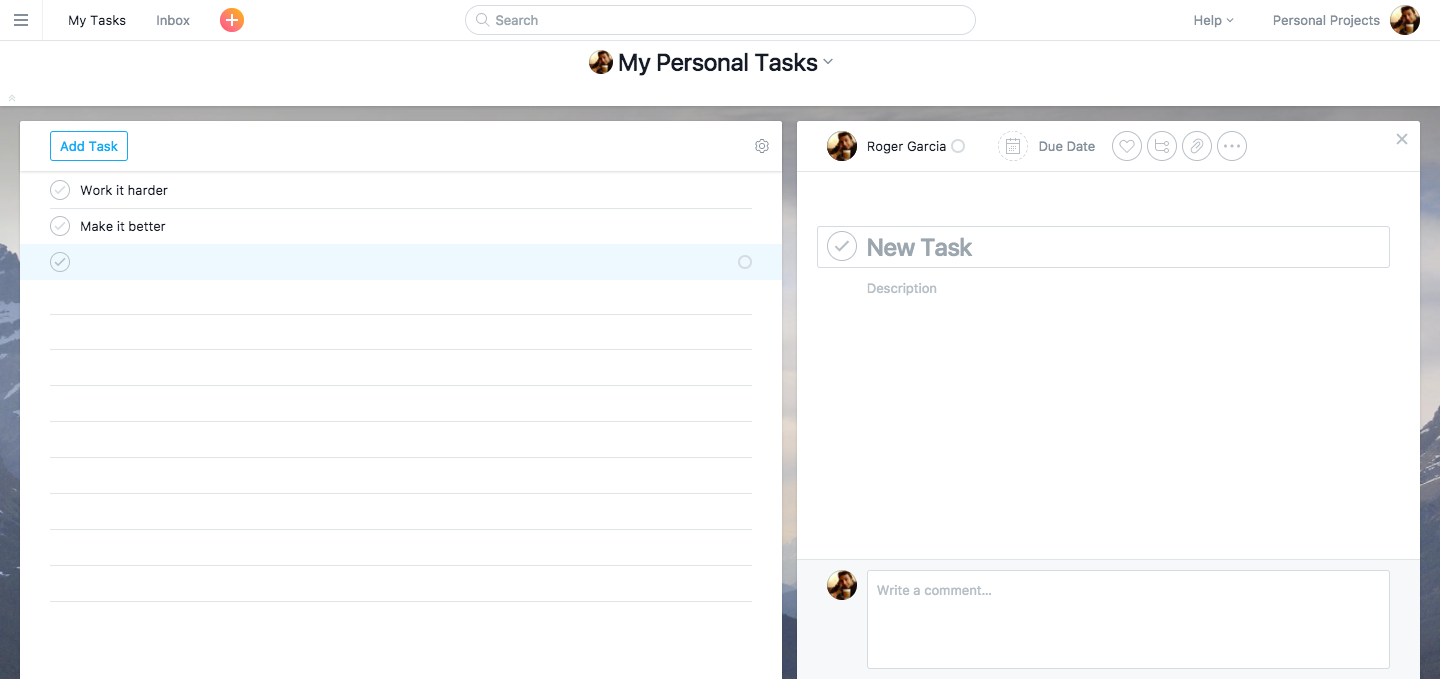 My Tasks Inbox Search Help Personal Projects
My Personal Tasks
Add Task
Work it harder
Make it better
Roger Garcia Due Date
New Task
Description
Write a comment...